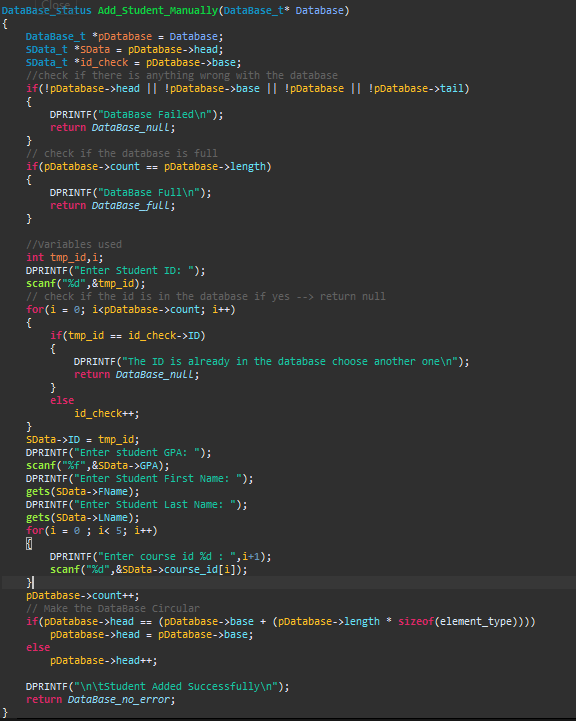 DataBase_status Add_Student_Manually(DataBase_t* Database)
{
    DataBase_t *pDatabase = Database;
    SData_t *SData = pDatabase->head;
    SData_t *id_check = pDatabase->base;
    //check if there is anything wrong with the database
    if(!pDatabase->head || !pDatabase->base || !pDatabase || !pDatabase->tail)
    {
        DPRINTF("DataBase Failed\n");
        return DataBase_null;
    }
    // check if the database is full
    if(pDatabase->count == pDatabase->length)
    {
        DPRINTF("DataBase Full\n");
        return DataBase_full;
    }

    //Variables used
    int tmp_id,i;
    DPRINTF("Enter Student ID: ");
    scanf("%d",&tmp_id);
    // check if the id is in the database if yes --> return null
    for(i = 0; i<pDatabase->count; i++)
    {
        if(tmp_id == id_check->ID)
        {
            DPRINTF("The ID is already in the database choose another one\n");
            return DataBase_null;
        }
        else
            id_check++;
    }
    SData->ID = tmp_id;
    DPRINTF("Enter student GPA: ");
    scanf("%f",&SData->GPA);
    DPRINTF("Enter Student First Name: ");
    gets(SData->FName);
    DPRINTF("Enter Student Last Name: ");
    gets(SData->LName);
    for(i = 0 ; i< 5; i++)
    {
        DPRINTF("Enter course id %d : ",i+1);
        scanf("%d",&SData->course_id[i]);
    }
    pDatabase->count++;
    // Make the DataBase Circular
    if(pDatabase->head == (pDatabase->base + (pDatabase->length * sizeof(element_type))))
        pDatabase->head = pDatabase->base;
    else
        pDatabase->head++;

    DPRINTF("\n\tStudent Added Successfully\n");
    return DataBase_no_error;
}